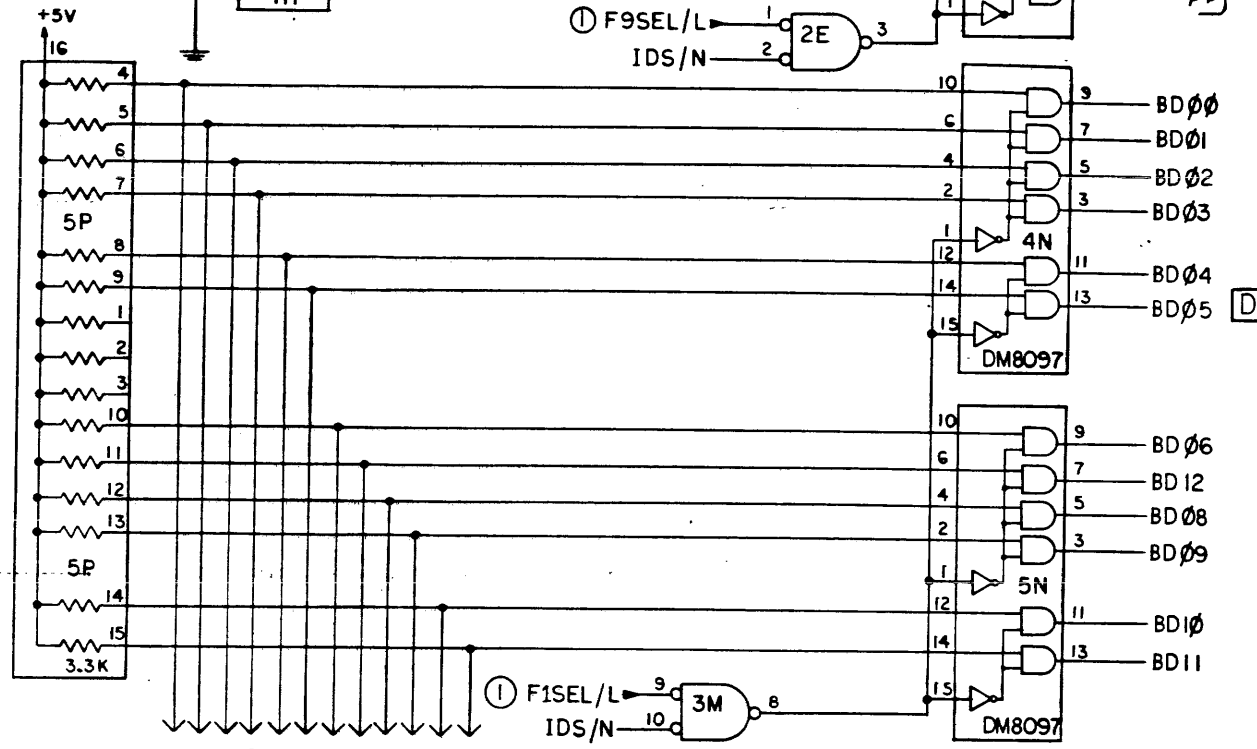 +5V
16
① F9SEL/L 1
2E 3
IDS/N 2
1
4
5
6
7
5P
8
9
1
2
3
10
11
12
13
5P
14
15
3.3K
10 9 BDØØ
6 7 BDØ1
4 5 BDØ2
2 3 BDØ3
1 4N
12 11 BDØ4
14 13 BDØ5 D
15
DM8097
10 9 BDØ6
6 7 BD12
4 5 BDØ8
2 3 BDØ9
1 5N
12 11 BD1Ø
14 13 BD11
15
DM8097
① F1SEL/L 9
3M 8
IDS/N 10